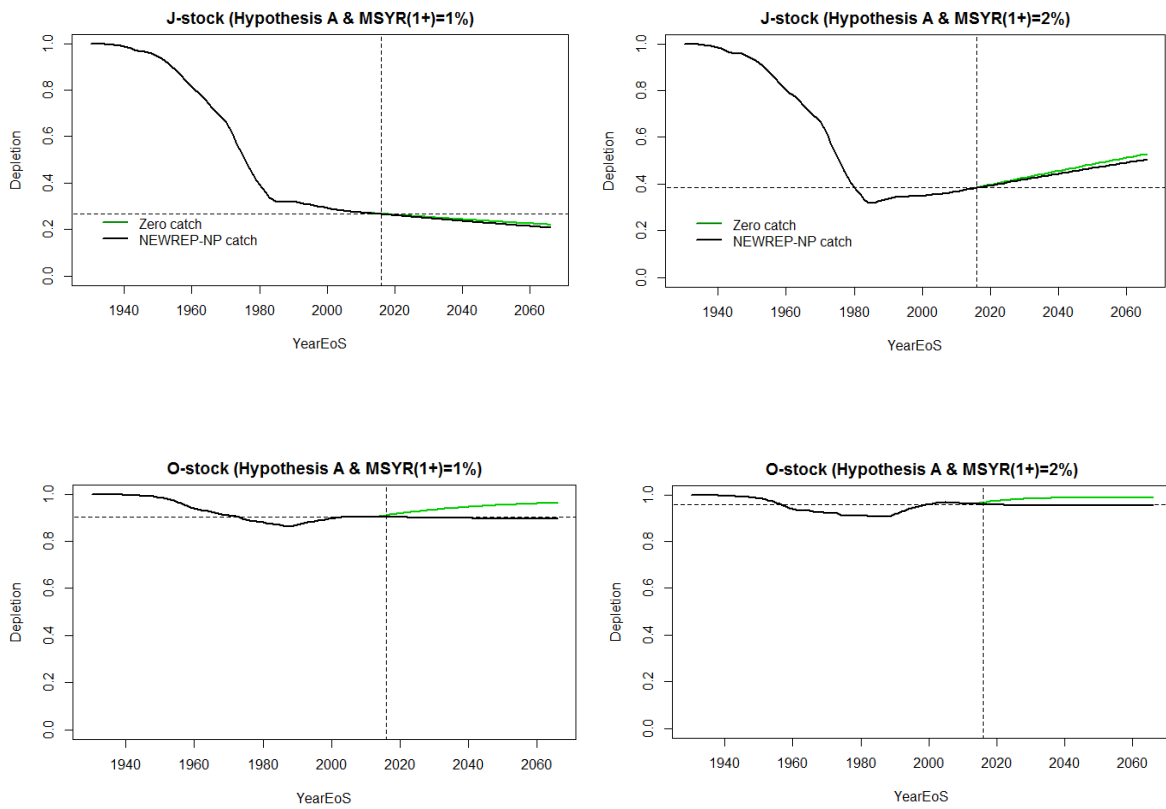 J-stock (Hypothesis A & MSYR(1+)=1%)
Depletion
1.0
0.8
0.6
0.4
0.2
0.0
Zero catch
NEWREP-NP catch
1940 1960 1980 2000 2020 2040 2060
YearEoS
J-stock (Hypothesis A & MSYR(1+)=2%)
Depletion
1.0
0.8
0.6
0.4
0.2
0.0
Zero catch
NEWREP-NP catch
1940 1960 1980 2000 2020 2040 2060
YearEoS
O-stock (Hypothesis A & MSYR(1+)=1%)
Depletion
1.0
0.8
0.6
0.4
0.2
0.0
1940 1960 1980 2000 2020 2040 2060
YearEoS
O-stock (Hypothesis A & MSYR(1+)=2%)
Depletion
1.0
0.8
0.6
0.4
0.2
0.0
1940 1960 1980 2000 2020 2040 2060
YearEoS